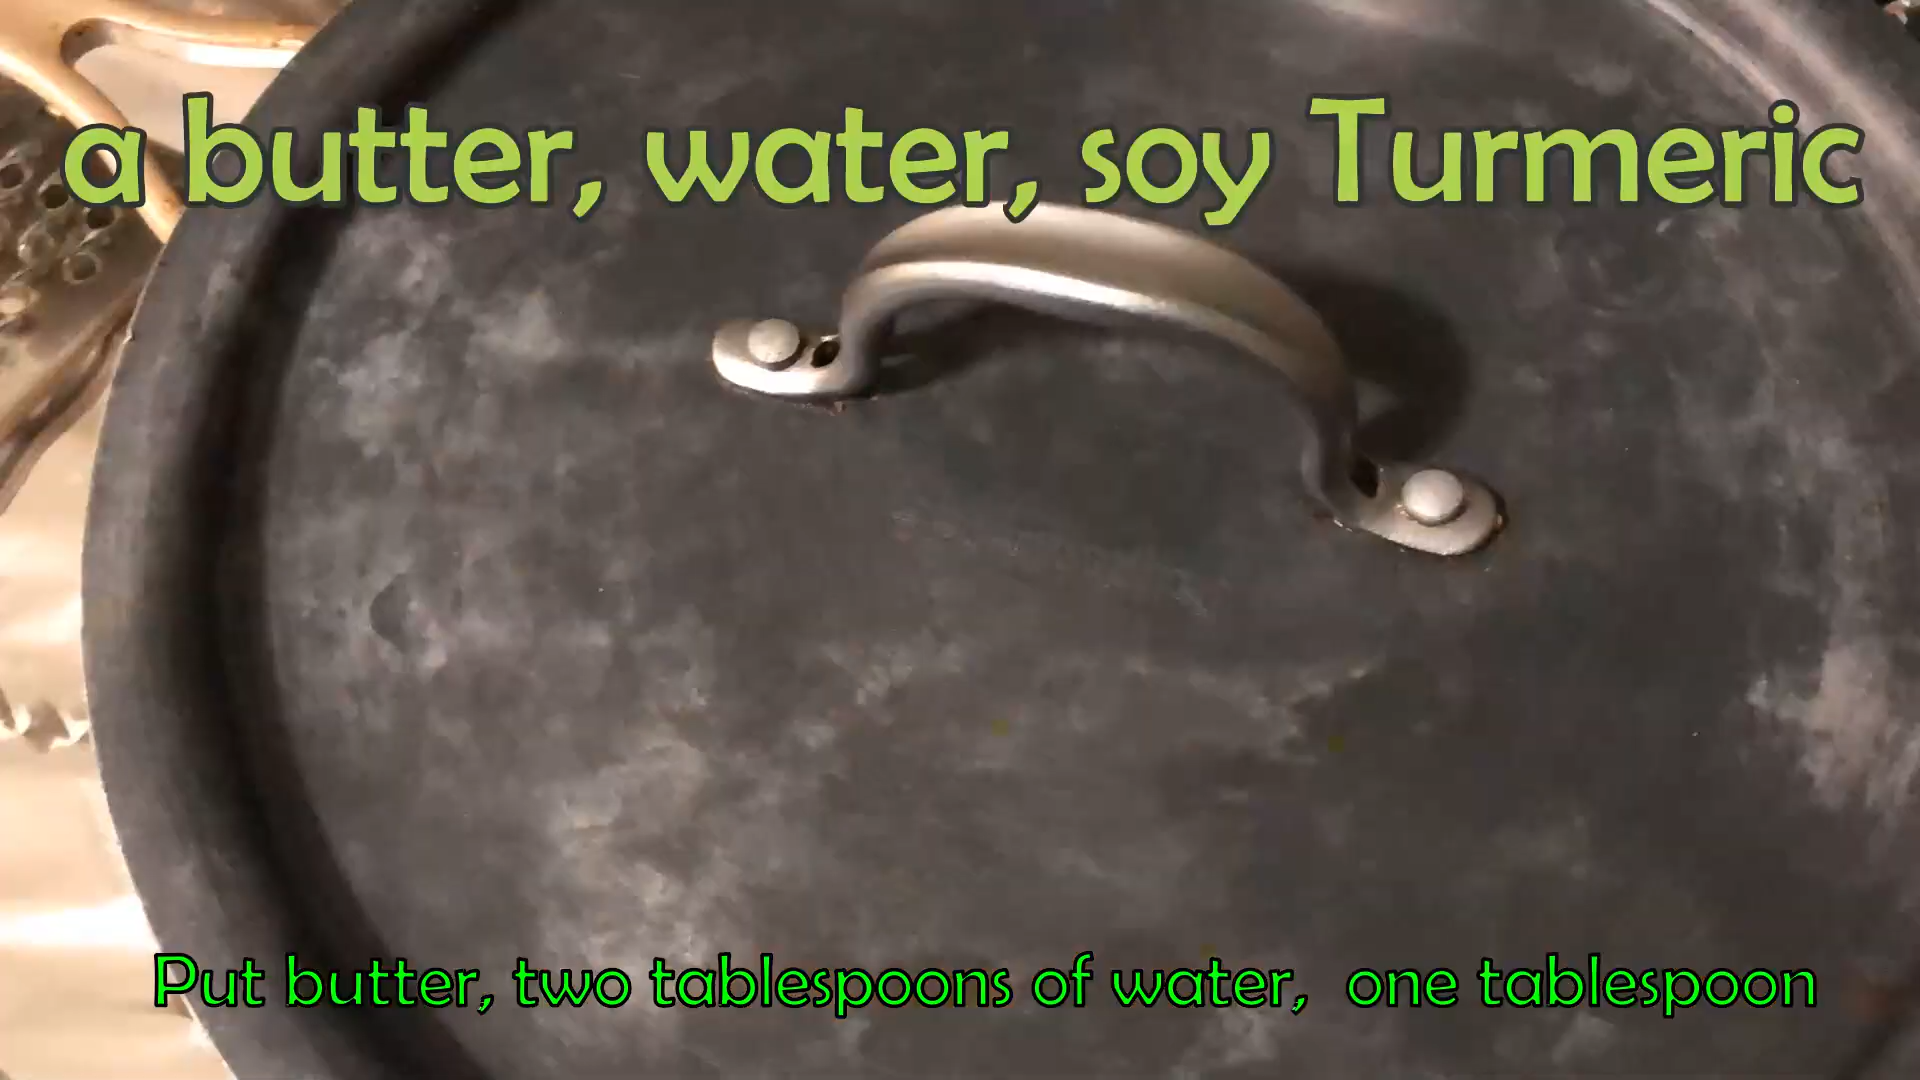 a butter, water, soy Turmeric
Put butter, two tablespoons of water, one tablespoon